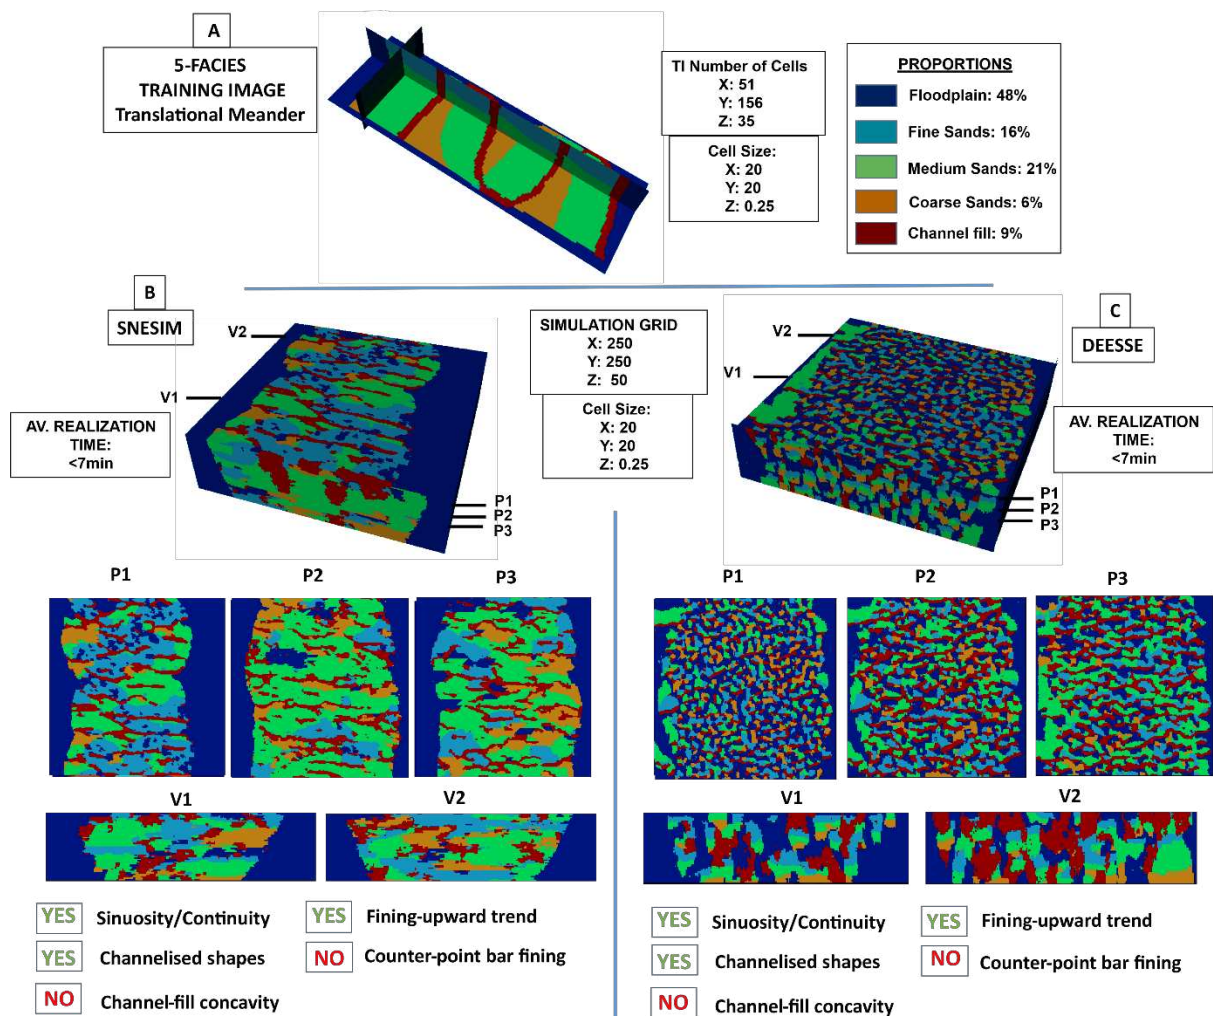 A
5-FACIES
TRAINING IMAGE
Translational Meander
TI Number of Cells
X: 51
Y: 156
Z: 35
Cell Size:
X: 20
Y: 20
Z: 0.25
PROPORTIONS
Floodplain: 48%
Fine Sands: 16%
Medium Sands: 21%
Coarse Sands: 6%
Channel fill: 9%
B
SNESIM
V2
V1
AV. REALIZATION
TIME:
<7min
P1
P2
P3
SIMULATION GRID
X: 250
Y: 250
Z: 50
Cell Size:
X: 20
Y: 20
Z: 0.25
C
DEESSE
V2
V1
AV. REALIZATION
TIME:
<7min
P1
P2
P3
P1 P2 P3
V1 V2
YES Sinuosity/Continuity YES Fining-upward trend
YES Channelised shapes NO Counter-point bar fining
NO Channel-fill concavity
P1 P2 P3
V1 V2
YES Sinuosity/Continuity YES Fining-upward trend
YES Channelised shapes NO Counter-point bar fining
NO Channel-fill concavity